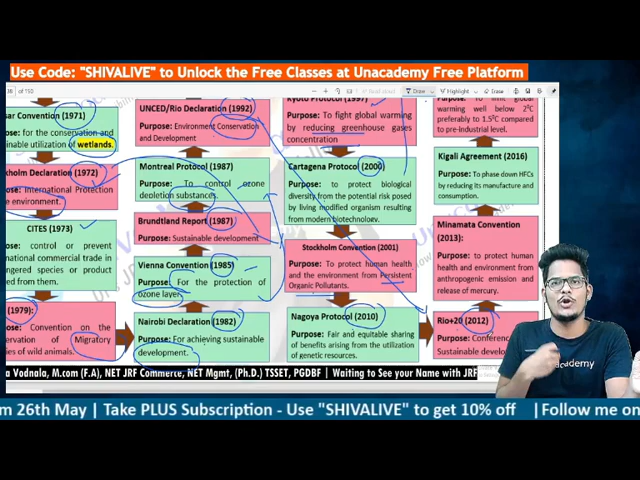 Use Code: "SHIVALIVE" to Unlock the Free Classes at Unacademy Free Platform
38 of 150
Draw
Highlight
Erase
Convention (1971)
for the conservation and
utilization of wetlands.
Declaration (1972)
International Protection
environment.
CITES (1973)
control or prevent
commercial trade in
species or product
from them.
(1979)
Convention on the
of Migratory
of wild animals.
UNCED/Rio Declaration (1992)
Purpose: Environment Conservation
and Development
Montreal Protocol (1987)
Purpose: To control ozone
depletion substances.
Brundtland Report (1987)
Purpose: Sustainable development
Vienna Convention (1985)
Purpose: For the protection of
ozone layer
Nairobi Declaration (1982)
Purpose: For achieving sustainable
development.
Kyoto Protocol (1997)
Purpose: To fight global warming
by reducing greenhouse gases
concentration
Cartagena Protocol (2000)
Purpose: to protect biological
diversity from the potential risk posed
by living modified organism resulting
from modern biotechnology.
Stockholm Convention (2001)
Purpose: To protect human health
and the environment from Persistent
Organic Pollutants.
Nagoya Protocol (2010)
Purpose: Fair and equitable sharing
of benefits arising from the utilization
of genetic resources.
Purpose: To limit global
warming well below 2°C
preferably to 1.5°C compared
to pre-industrial level.
Kigali Agreement (2016)
Purpose: To phase down HFCs
by reducing its manufacture and
consumption.
Minamata Convention
(2013):
Purpose: to protect human
health and environment from
anthropogenic emission and
release of mercury.
Rio+20 (2012)
Purpose:
Sustainable
unacademy
Vodnala, M.com (F.A), NET JRF Commerce, NET Mgmt, (Ph.D.) TSSET, PGDBF | Waiting to See your Name with JRF
26th May | Take PLUS Subscription - Use "SHIVALIVE" to get 10% off |Follow me on